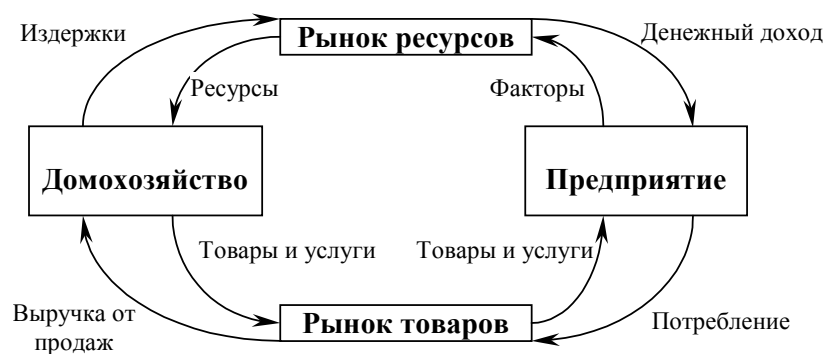 Издержки
Рынок ресурсов
Денежный доход
Ресурсы
Факторы
Домохозяйство
Предприятие
Товары и услуги
Товары и услуги
Выручка от
продаж
Рынок товаров
Потребление